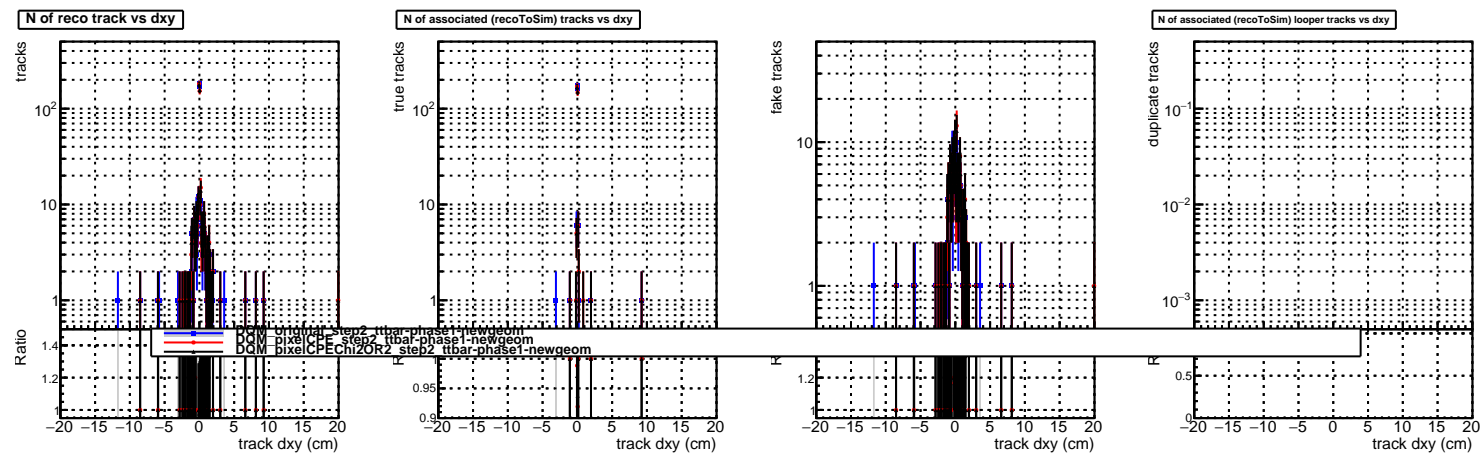 N of reco track vs dxy
N of associated (recoToSim) tracks vs dxy
N of associated (recoToSim) looper tracks vs dxy
tracks
10²
10
1
true tracks
10²
10
1
fake tracks
10
1
duplicate tracks
10⁻¹
10⁻²
10⁻³
DQM_original_step2_ttbar-phase1-newgeom
DQM_pixelCPE_step2_ttbar-phase1-newgeom
DQM_pixelCPEChi2OR2_step2_ttbar-phase1-newgeom
Ratio
1.4
1.2
1
0.95
0.9
1.2
1
0.5
0
−20 −15 −10 −5 0 5 10 15 20
track dxy (cm)
−20 −15 −10 −5 0 5 10 15 20
track dxy (cm)
−20 −15 −10 −5 0 5 10 15 20
track dxy (cm)
−20 −15 −10 −5 0 5 10 15 20
track dxy (cm)